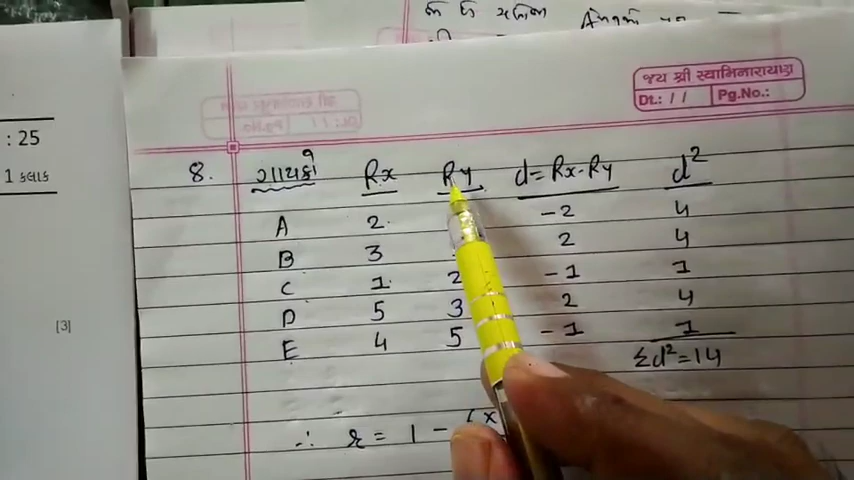 જય શ્રી સ્વામિનારાયણ
Dt.: / / Pg.No.:
: 25
1 કલાક
[3]
8. ગાયકો Rx Ry d = Rx - Ry d²
A 2 -2 4
B 3 2 4
C 1 2 -1 1
D 5 3 2 4
E 4 5 -1 1
Σd² = 14
∴ r = 1 - 6x